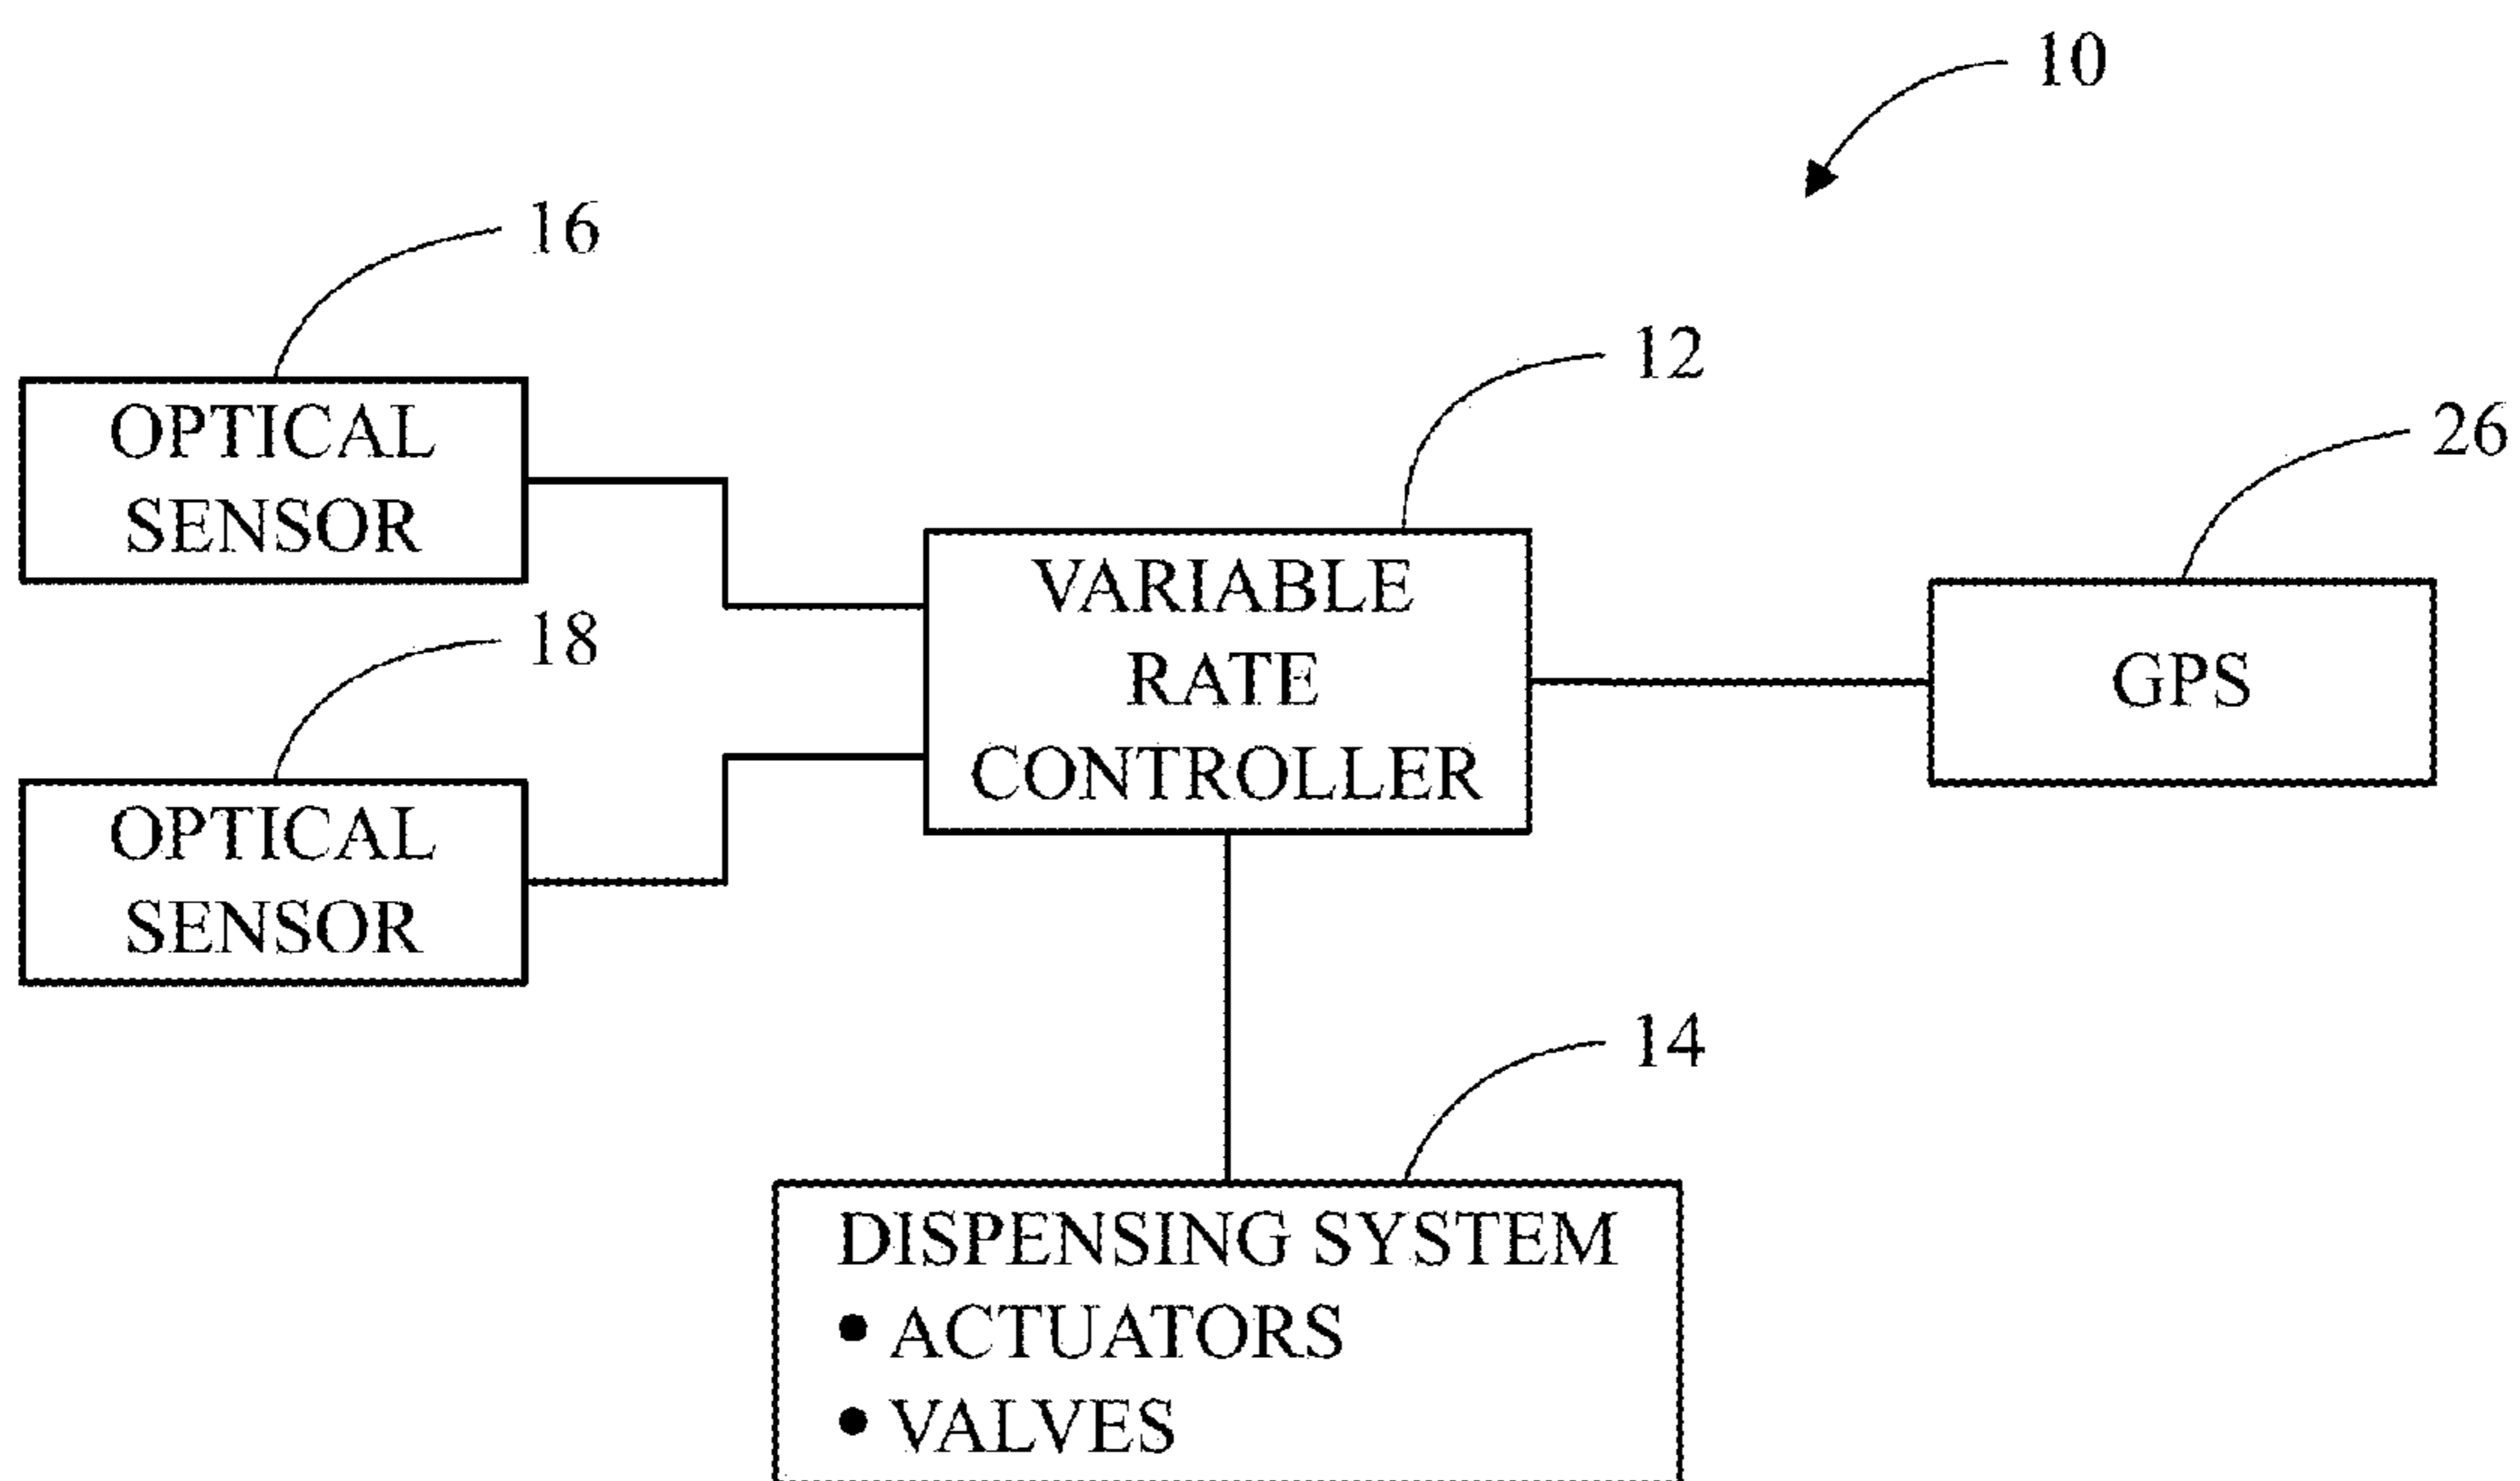 10
16
12
26
OPTICAL
SENSOR
VARIABLE
RATE
CONTROLLER
GPS
18
OPTICAL
SENSOR
14
DISPENSING SYSTEM
• ACTUATORS
• VALVES